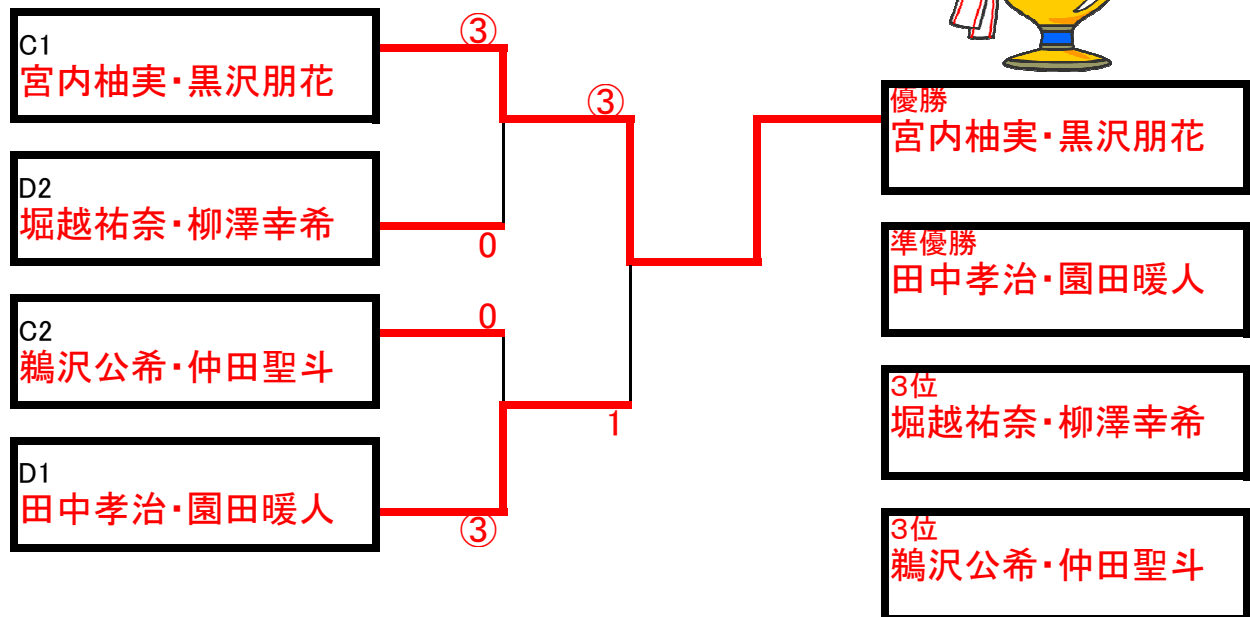 C1
宮内柚実・黒沢朋花
③
D2
堀越祐奈・柳澤幸希
0
③
C2
鵜沢公希・仲田聖斗
0
D1
田中孝治・園田暖人
③
1
優勝
宮内柚実・黒沢朋花
準優勝
田中孝治・園田暖人
3位
堀越祐奈・柳澤幸希
3位
鵜沢公希・仲田聖斗